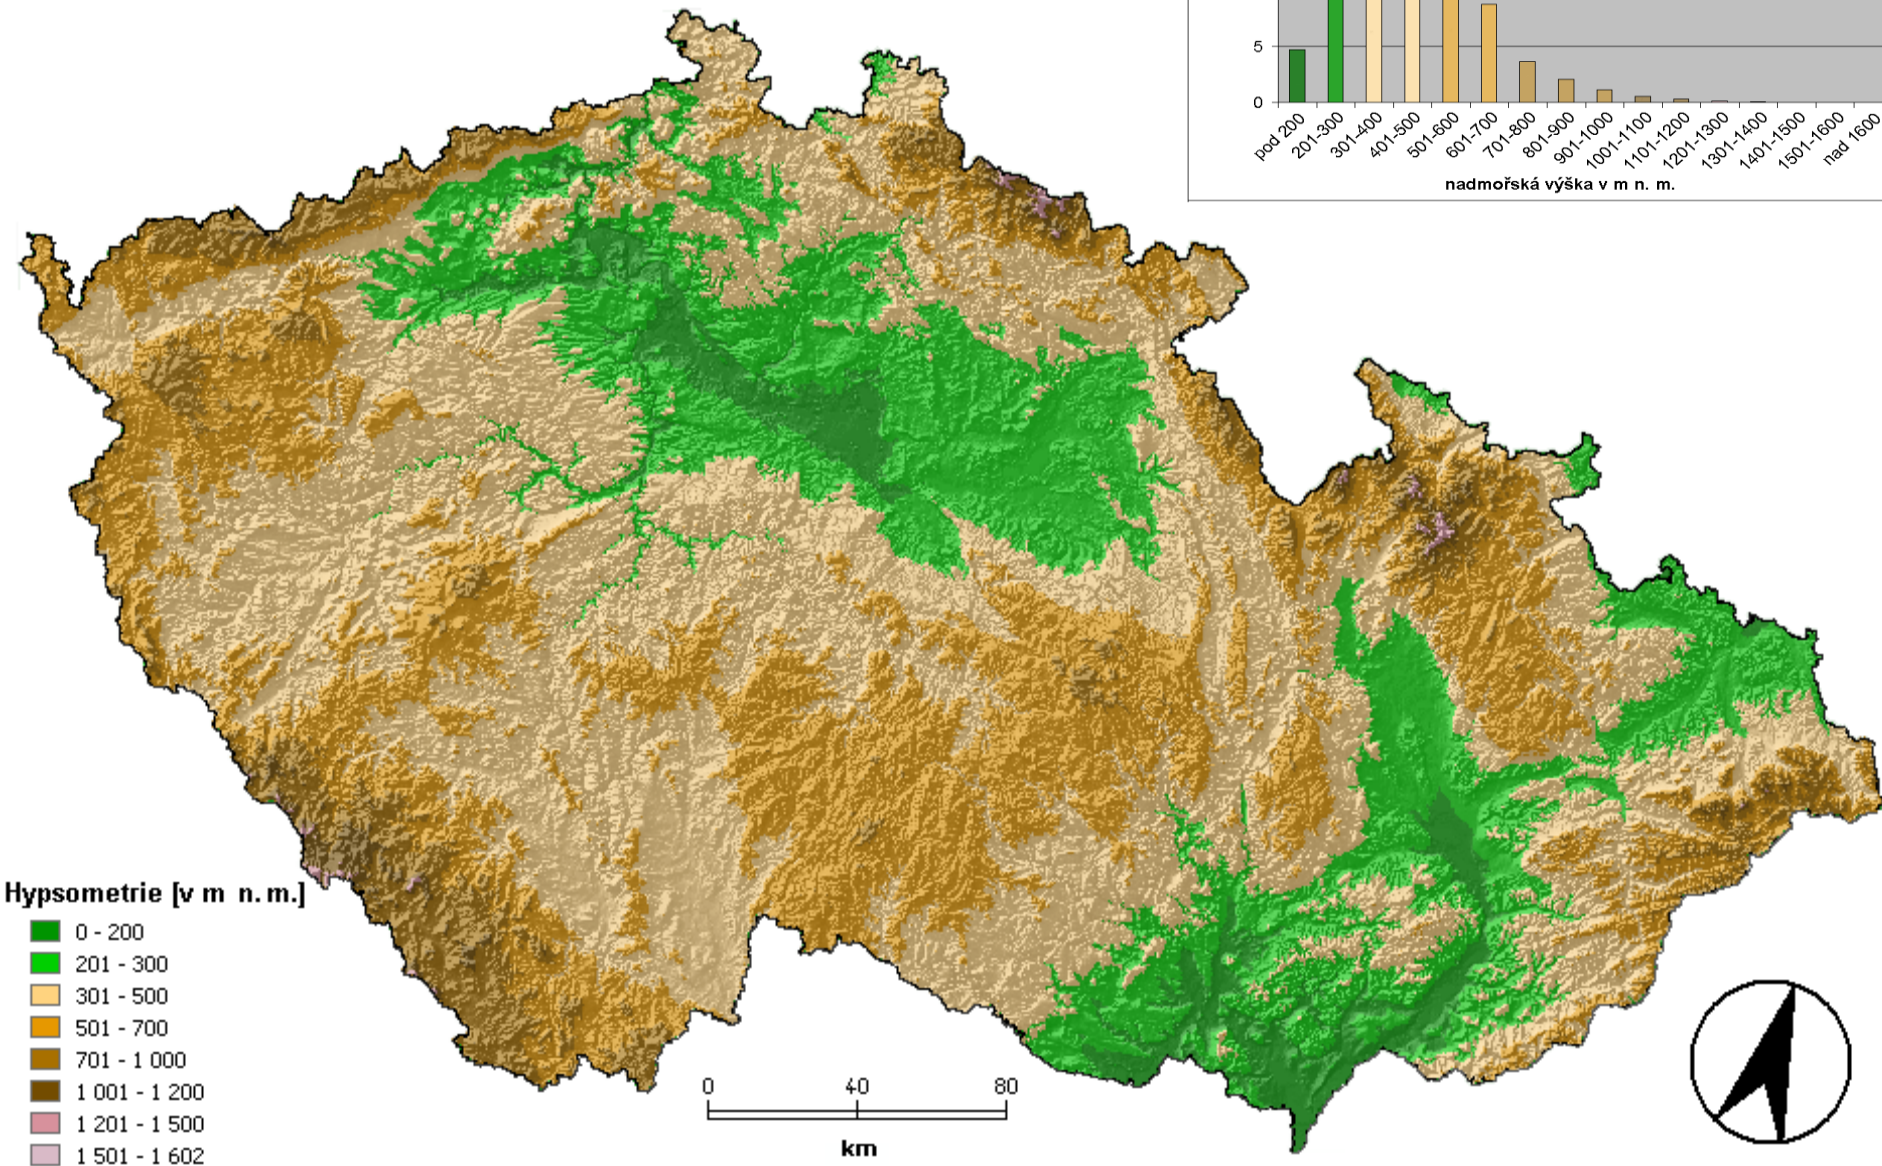 5
0
pod 200 201-300 301-400 401-500 501-600 601-700 701-800 801-900 901-1000 1001-1100 1101-1200 1201-1300 1301-1400 1401-1500 1501-1600 nad 1600
nadmořská výška v m n. m.
Hypsometrie [v m n. m.]
0 - 200
201 - 300
301 - 500
501 - 700
701 - 1 000
1 001 - 1 200
1 201 - 1 500
1 501 - 1 602
0 40 80
km